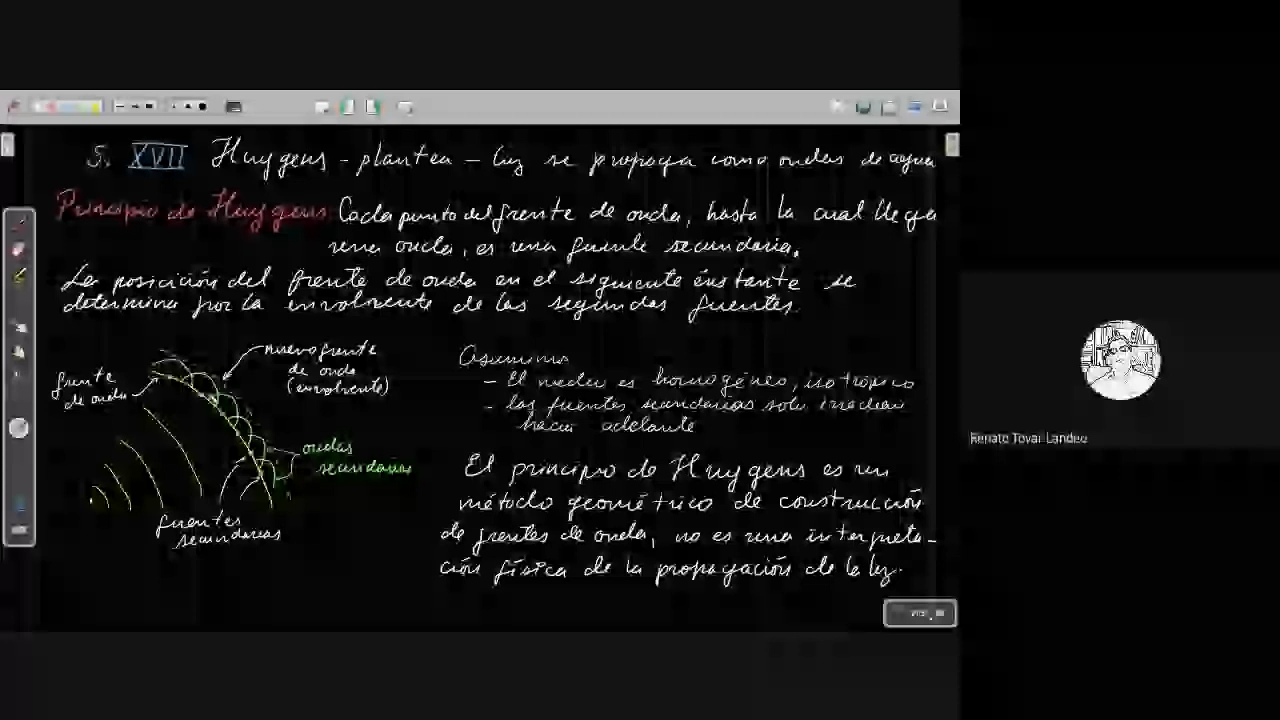 S. XVII Huygens - plantea - luz se propaga como ondas de agua
Principio de Huygens: Cada punto del frente de onda, hasta la cual llega
una onda, es una fuente secundaria.
La posición del frente de onda en el siguiente instante se
determina por la envolvente de las segundas fuentes.
nuevo frente
de onda
(envolvente)
frente
de onda
ondas
secundarias
fuentes
secundarias
Asumimos
- El medio es homogéneo, isotrópico
- las fuentes secundarias solo irradian
hacia adelante
El principio de Huygens es un
método geométrico de construcción
de frentes de onda, no es una interpreta-
ción física de la propagación de la luz.
Renato Tovar Landeo